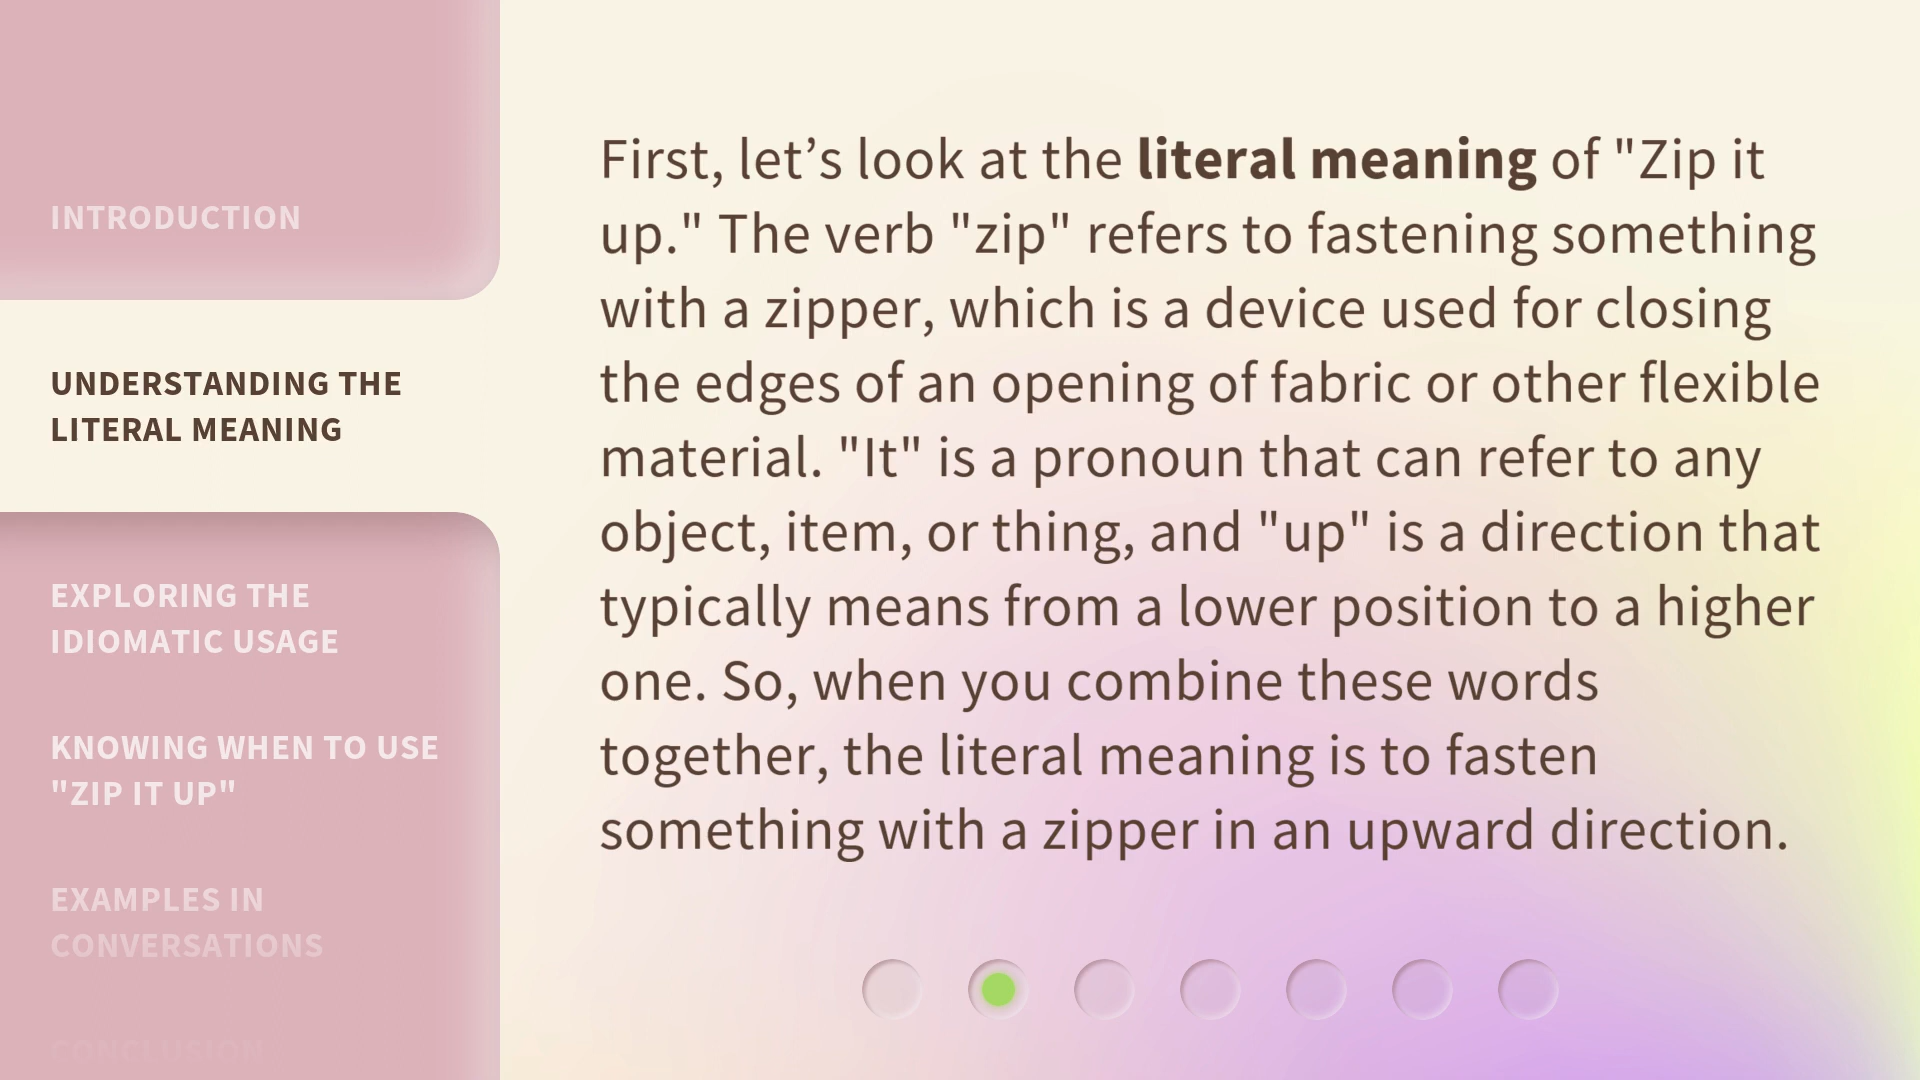 INTRODUCTION
UNDERSTANDING THE
LITERAL MEANING
EXPLORING THE
IDIOMATIC USAGE
KNOWING WHEN TO USE
"ZIP IT UP"
EXAMPLES IN
CONVERSATIONS
CONCLUSION
First, let’s look at the literal meaning of "Zip it
up." The verb "zip" refers to fastening something
with a zipper, which is a device used for closing
the edges of an opening of fabric or other flexible
material. "It" is a pronoun that can refer to any
object, item, or thing, and "up" is a direction that
typically means from a lower position to a higher
one. So, when you combine these words
together, the literal meaning is to fasten
something with a zipper in an upward direction.